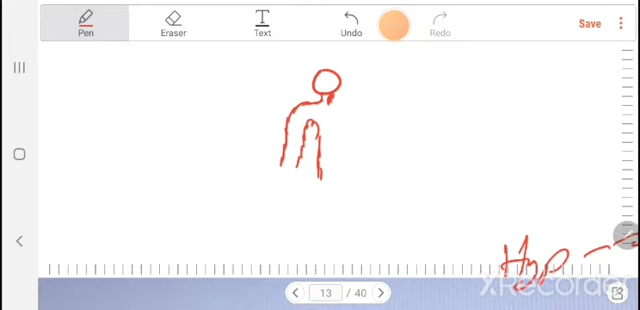 Pen
Eraser
Text
Undo
Redo
Save
13 / 40
XRecorder